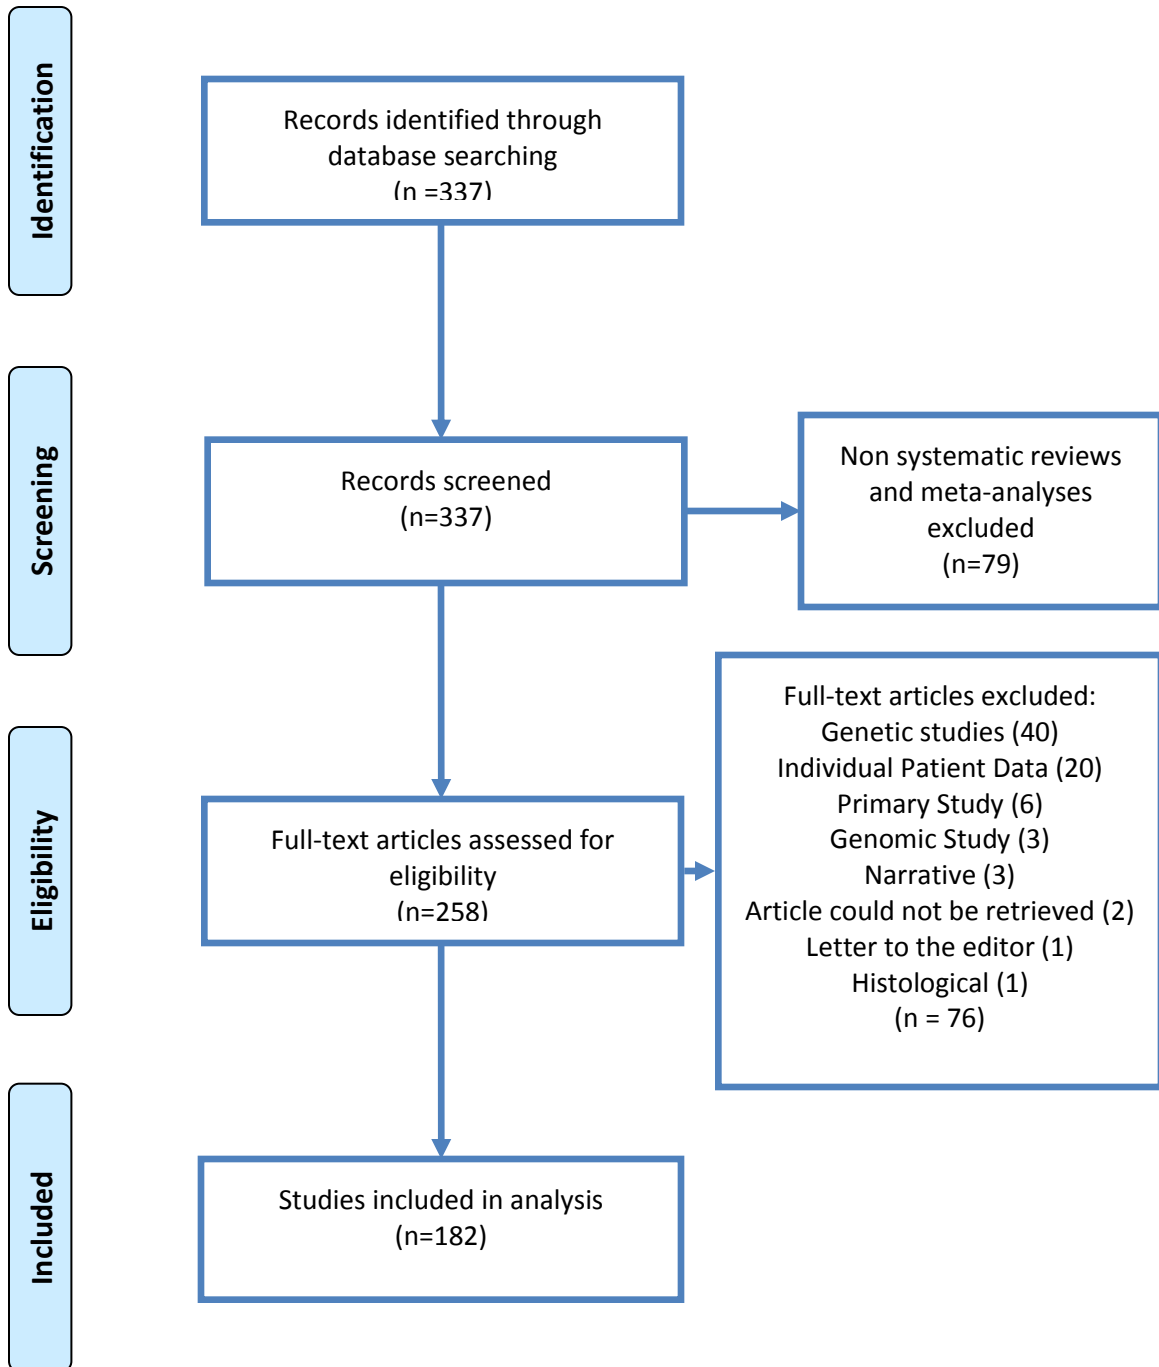 Identification
Records identified through
database searching
(n =337)
Screening
Records screened
(n=337)
Non systematic reviews
and meta-analyses
excluded
(n=79)
Eligibility
Full-text articles assessed for
eligibility
(n=258)
Full-text articles excluded:
Genetic studies (40)
Individual Patient Data (20)
Primary Study (6)
Genomic Study (3)
Narrative (3)
Article could not be retrieved (2)
Letter to the editor (1)
Histological (1)
(n = 76)
Included
Studies included in analysis
(n=182)